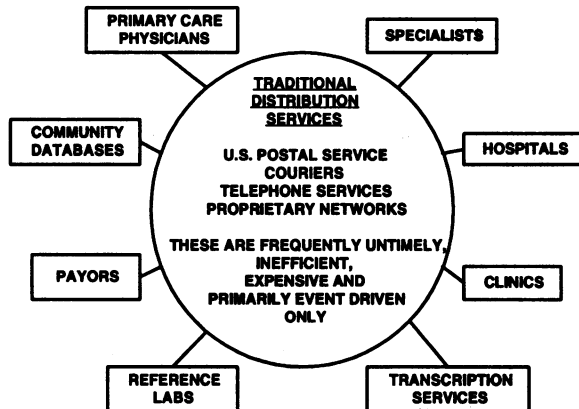 PRIMARY CARE
PHYSICIANS
SPECIALISTS
TRADITIONAL
DISTRIBUTION
SERVICES
COMMUNITY
DATABASES
U.S. POSTAL SERVICE
COURIERS
TELEPHONE SERVICES
PROPRIETARY NETWORKS
HOSPITALS
THESE ARE FREQUENTLY UNTIMELY,
INEFFICIENT,
EXPENSIVE AND
PRIMARILY EVENT DRIVEN
ONLY
PAYORS
CLINICS
REFERENCE
LABS
TRANSCRIPTION
SERVICES